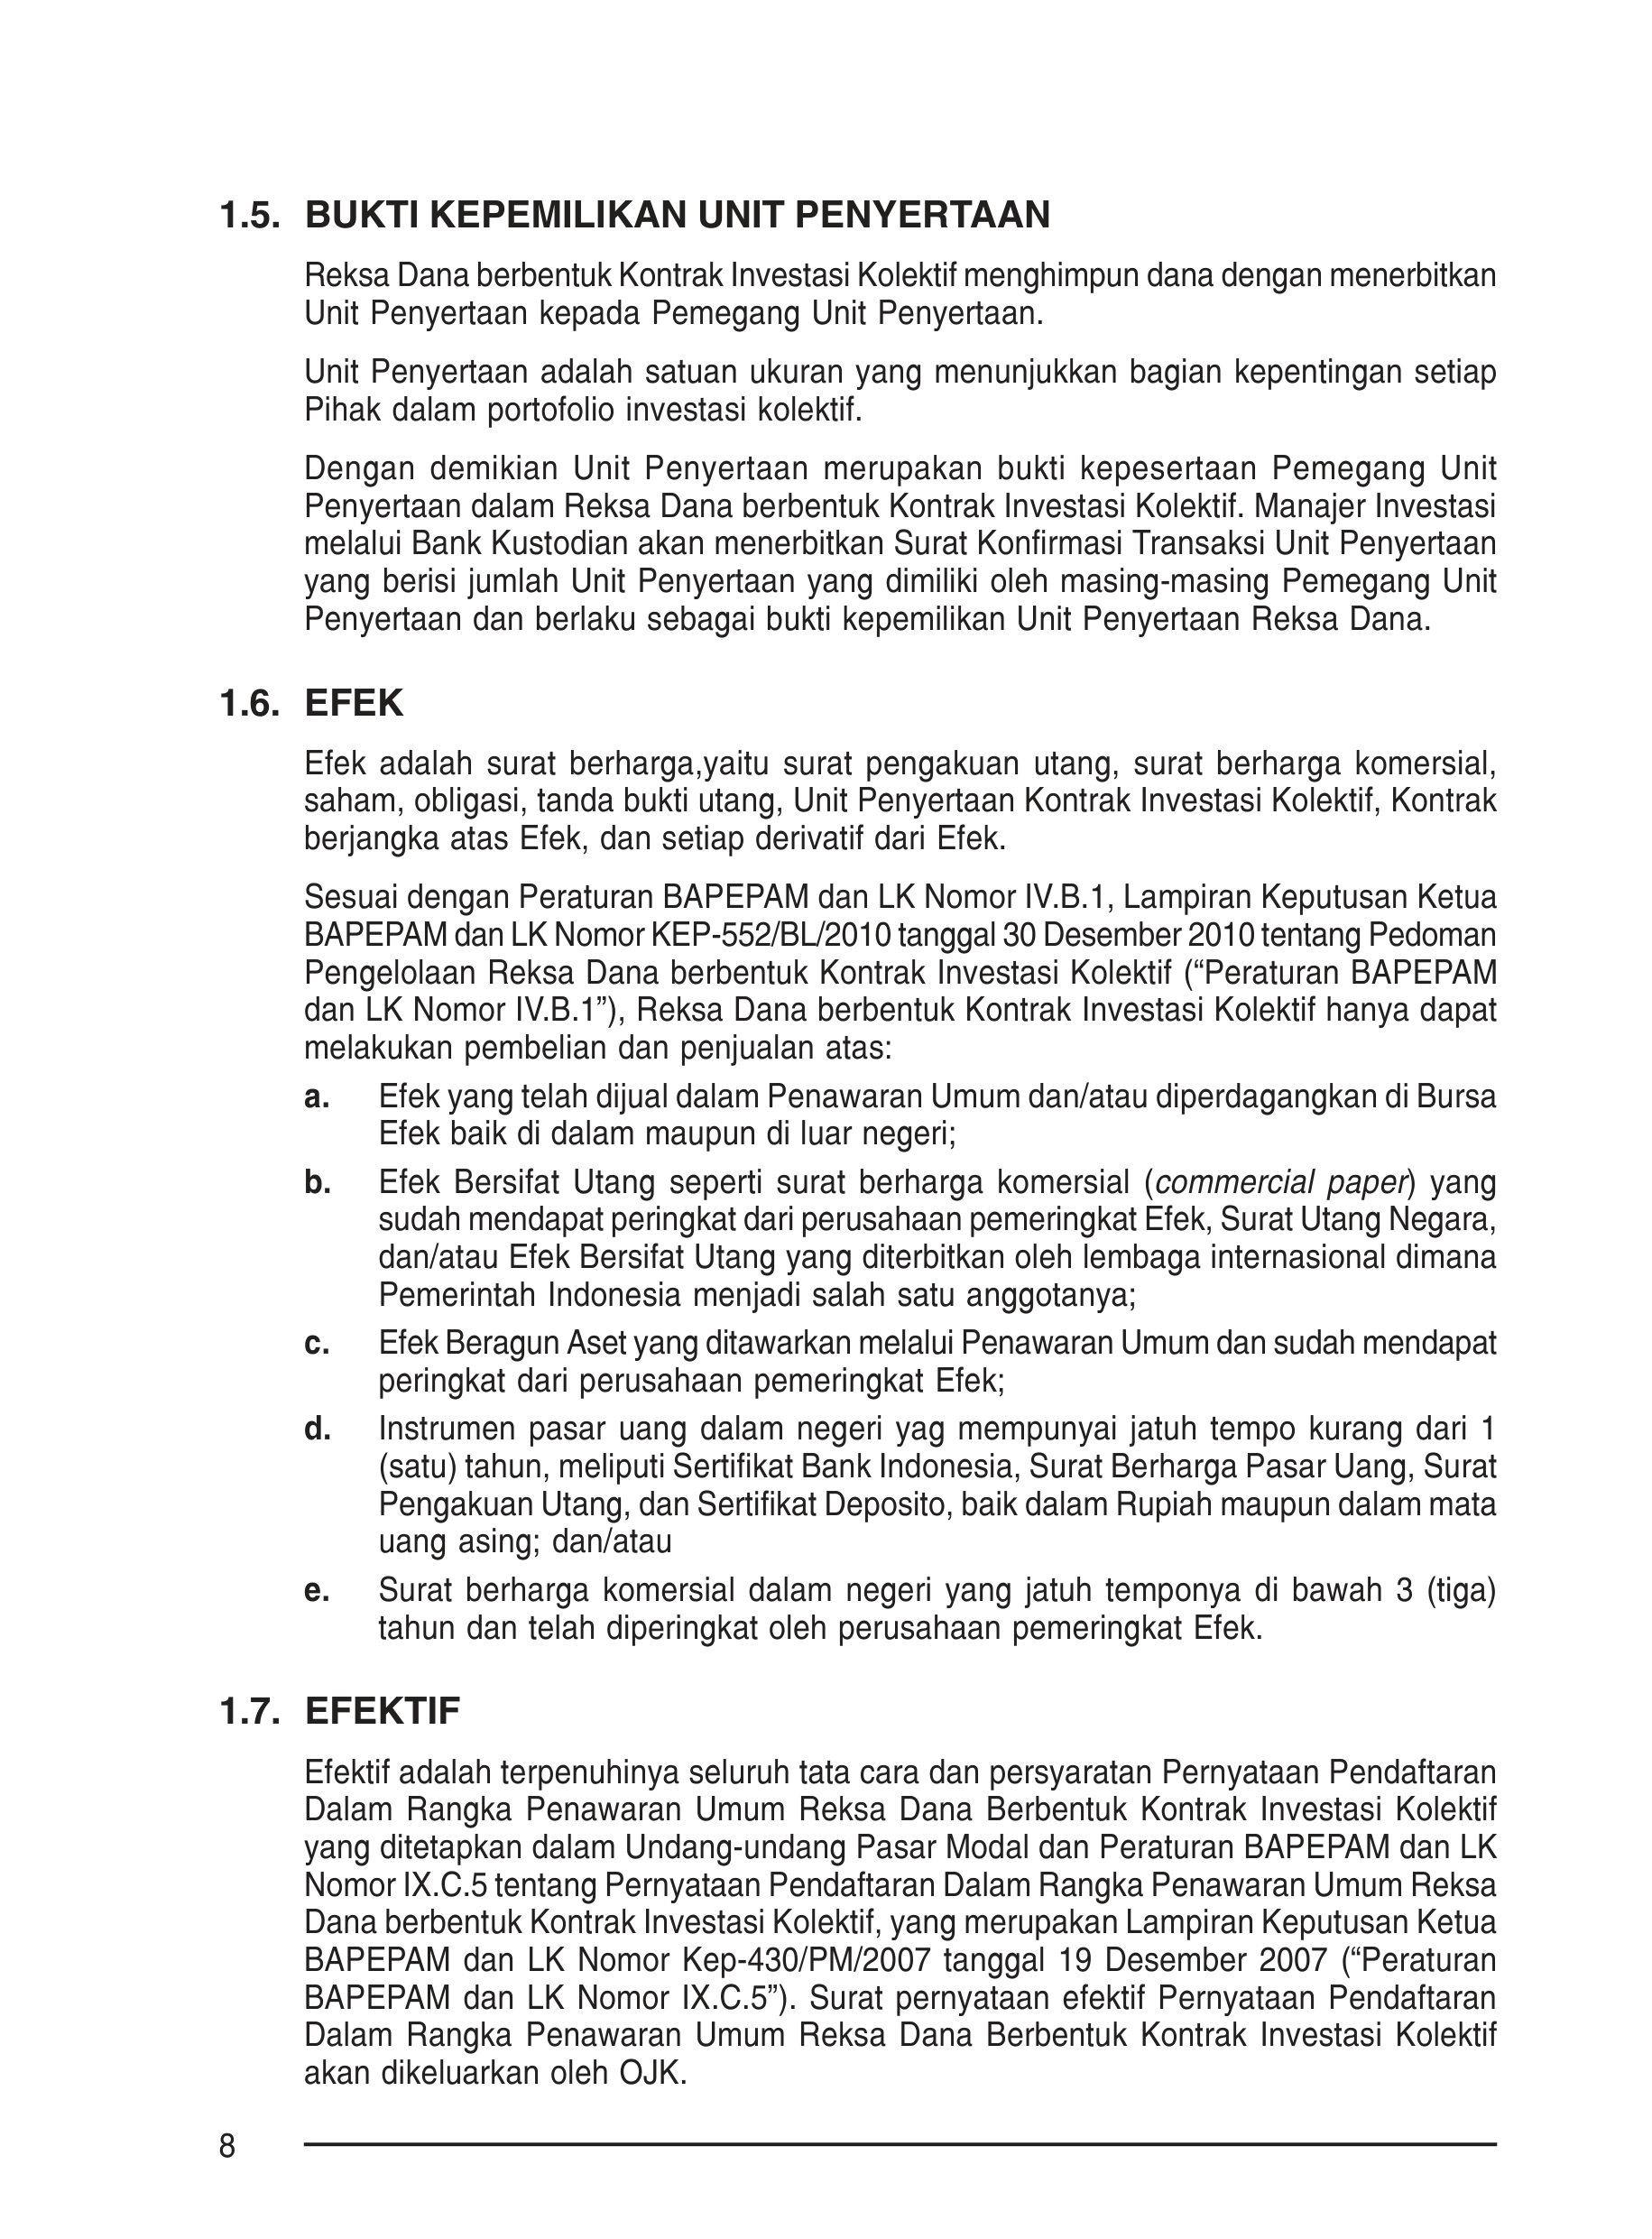 1.5. BUKTI KEPEMILIKAN UNIT PENYERTAAN
Reksa Dana berbentuk Kontrak Investasi Kolektif menghimpun dana dengan menerbitkan
Unit Penyertaan kepada Pemegang Unit Penyertaan.
Unit Penyertaan adalah satuan ukuran yang menunjukkan bagian kepentingan setiap
Pihak dalam portofolio investasi kolektif.
Dengan demikian Unit Penyertaan merupakan bukti kepesertaan Pemegang Unit
Penyertaan dalam Reksa Dana berbentuk Kontrak Investasi Kolektif. Manajer Investasi
melalui Bank Kustodian akan menerbitkan Surat Konfirmasi Transaksi Unit Penyertaan
yang berisi jumlah Unit Penyertaan yang dimiliki oleh masing-masing Pemegang Unit
Penyertaan dan berlaku sebagai bukti kepemilikan Unit Penyertaan Reksa Dana.
1.6. EFEK
Efek adalah surat berharga,yaitu surat pengakuan utang, surat berharga komersial,
saham, obligasi, tanda bukti utang, Unit Penyertaan Kontrak Investasi Kolektif, Kontrak
berjangka atas Efek, dan setiap derivatif dari Efek.
Sesuai dengan Peraturan BAPEPAM dan LK Nomor IV.B.1, Lampiran Keputusan Ketua
BAPEPAM dan LK Nomor KEP-552/BL/2010 tanggal 30 Desember 2010 tentang Pedoman
Pengelolaan Reksa Dana berbentuk Kontrak Investasi Kolektif (“Peraturan BAPEPAM
dan LK Nomor IV.B.1”), Reksa Dana berbentuk Kontrak Investasi Kolektif hanya dapat
melakukan pembelian dan penjualan atas:
a. Efek yang telah dijual dalam Penawaran Umum dan/atau diperdagangkan di Bursa
Efek baik di dalam maupun di luar negeri;
b. Efek Bersifat Utang seperti surat berharga komersial (commercial paper) yang
sudah mendapat peringkat dari perusahaan pemeringkat Efek, Surat Utang Negara,
dan/atau Efek Bersifat Utang yang diterbitkan oleh lembaga internasional dimana
Pemerintah Indonesia menjadi salah satu anggotanya;
c. Efek Beragun Aset yang ditawarkan melalui Penawaran Umum dan sudah mendapat
peringkat dari perusahaan pemeringkat Efek;
d. Instrumen pasar uang dalam negeri yag mempunyai jatuh tempo kurang dari 1
(satu) tahun, meliputi Sertifikat Bank Indonesia, Surat Berharga Pasar Uang, Surat
Pengakuan Utang, dan Sertifikat Deposito, baik dalam Rupiah maupun dalam mata
uang asing; dan/atau
e. Surat berharga komersial dalam negeri yang jatuh temponya di bawah 3 (tiga)
tahun dan telah diperingkat oleh perusahaan pemeringkat Efek.
1.7. EFEKTIF
Efektif adalah terpenuhinya seluruh tata cara dan persyaratan Pernyataan Pendaftaran
Dalam Rangka Penawaran Umum Reksa Dana Berbentuk Kontrak Investasi Kolektif
yang ditetapkan dalam Undang-undang Pasar Modal dan Peraturan BAPEPAM dan LK
Nomor IX.C.5 tentang Pernyataan Pendaftaran Dalam Rangka Penawaran Umum Reksa
Dana berbentuk Kontrak Investasi Kolektif, yang merupakan Lampiran Keputusan Ketua
BAPEPAM dan LK Nomor Kep-430/PM/2007 tanggal 19 Desember 2007 (“Peraturan
BAPEPAM dan LK Nomor IX.C.5”). Surat pernyataan efektif Pernyataan Pendaftaran
Dalam Rangka Penawaran Umum Reksa Dana Berbentuk Kontrak Investasi Kolektif
akan dikeluarkan oleh OJK.
8